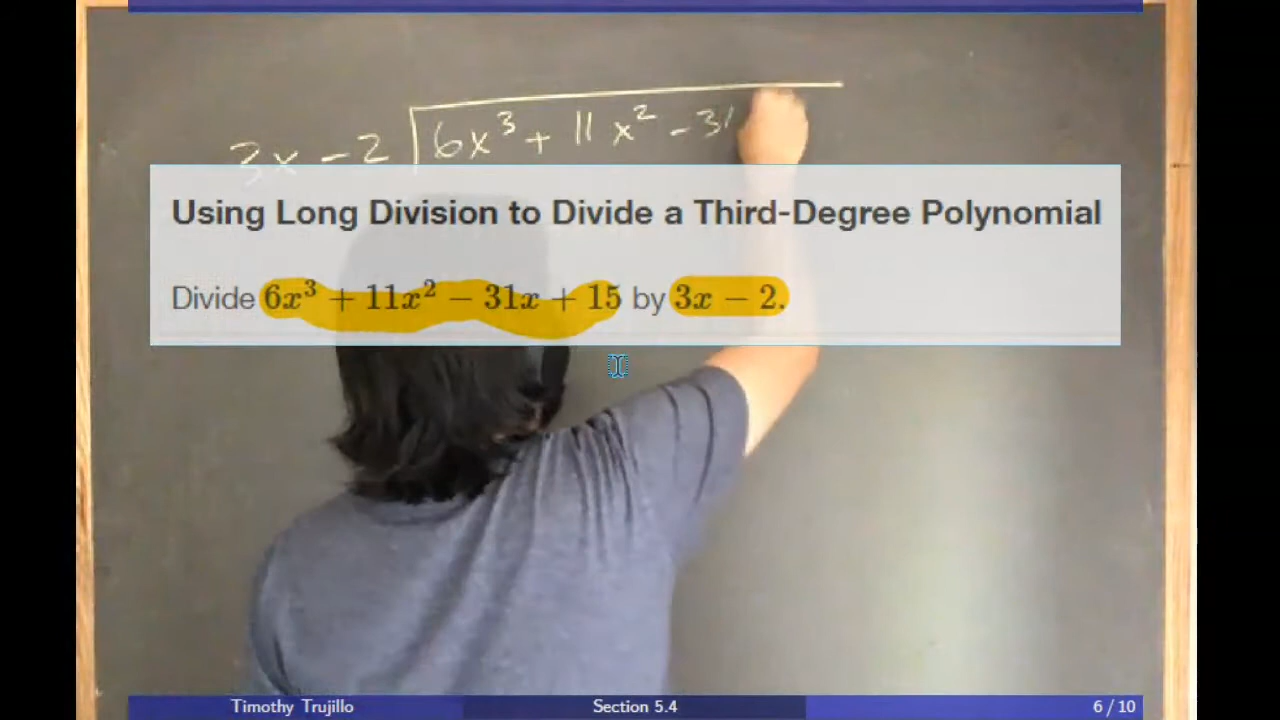 3x - 2 6x³ + 11x² - 31
Using Long Division to Divide a Third-Degree Polynomial
Divide 6x³ + 11x² − 31x + 15 by 3x − 2.
Timothy Trujillo Section 5.4 6 / 10